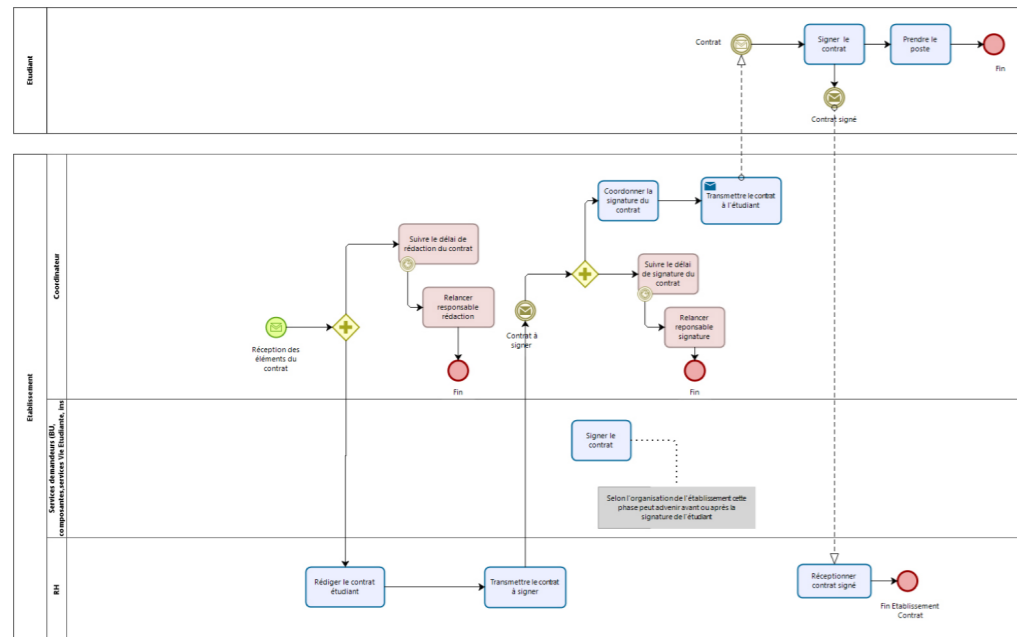 Etudiant
Contrat
Signer le
contrat
Prendre le
poste
Fin
Contrat signé
Etablissement
Coordinateur
Coordonner la
signature du
contrat
Transmettre le contrat
à l'étudiant
Suivre le délai de
rédaction du contrat
Suivre le délai
de signature du
contrat
Relancer
responsable
rédaction
Relancer
reponsable
signature
Réception des
éléments du
contrat
Contrat à
signer
Fin
Fin
Services demandeurs (BU,
composantes,services Vie Etudiante, ins
Signer le
contrat
Selon l'organisation de l'établissement cette
phase peut advenir avant ou après la
signature de l'étudiant
RH
Rédiger le contrat
étudiant
Transmettre le contrat
à signer
Réceptionner
contrat signé
Fin Etablissement
Contrat